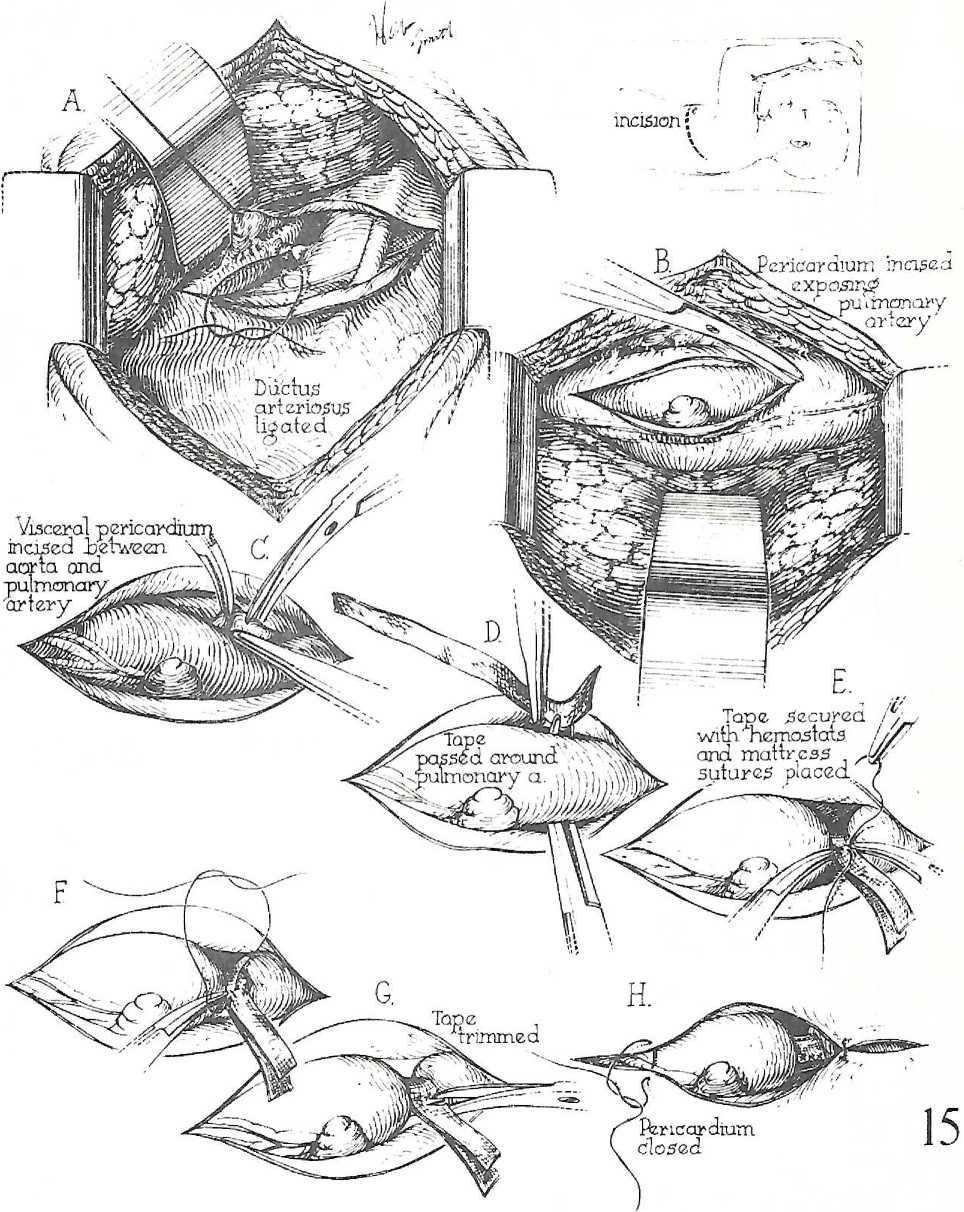 A.
incision
B.
Pericardium incised
exposing
pulmonary
artery
Ductus
arteriosus
ligated
Visceral pericardium
incised between
aorta and
pulmonary
artery
C.
D.
Tape
passed around
pulmonary a.
E.
Tape secured
with hemostats
and mattress
sutures placed
F
G.
Tape
trimmed
H.
Pericardium
closed
15